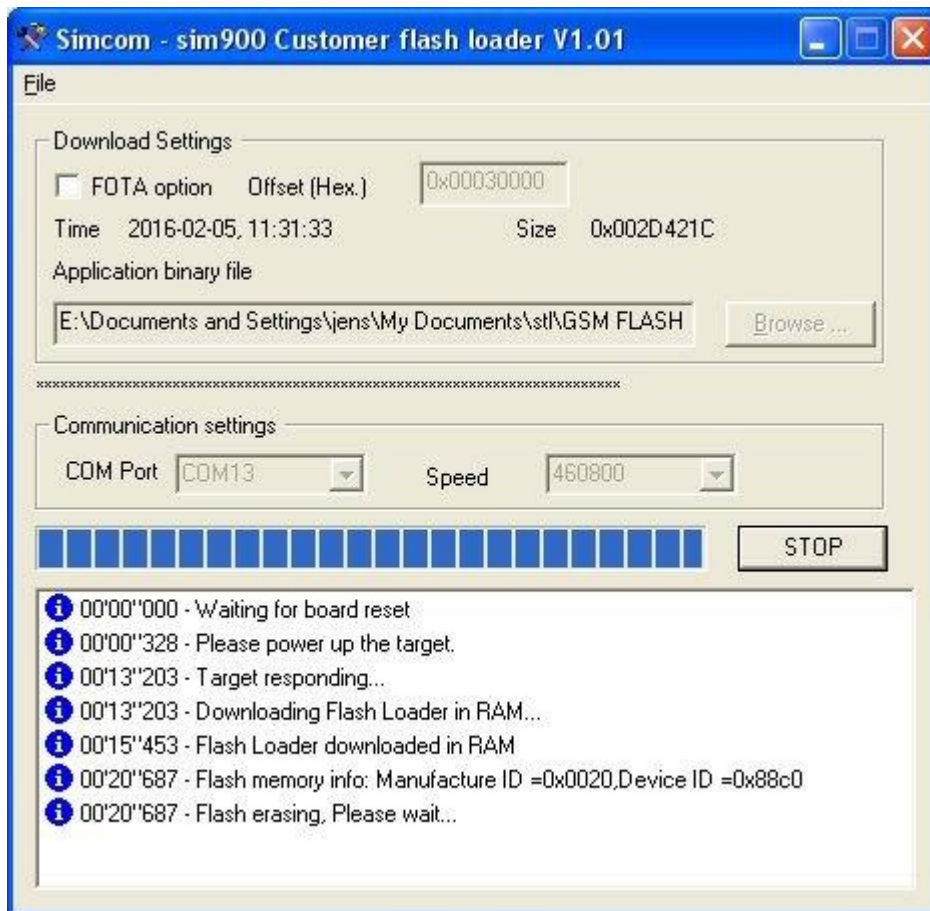 Simcom - sim900 Customer flash loader V1.01
File
Download Settings
FOTA option Offset (Hex.) 0x00030000
Time 2016-02-05, 11:31:33 Size 0x002D421C
Application binary file
E:\Documents and Settings\jens\My Documents\stl\GSM FLASH Browse ...
Communication settings
COM Port COM13 Speed 460800
STOP
00'00"000 - Waiting for board reset
00'00"328 - Please power up the target.
00'13"203 - Target responding...
00'13"203 - Downloading Flash Loader in RAM...
00'15"453 - Flash Loader downloaded in RAM
00'20"687 - Flash memory info: Manufacture ID =0x0020,Device ID =0x88c0
00'20"687 - Flash erasing, Please wait...